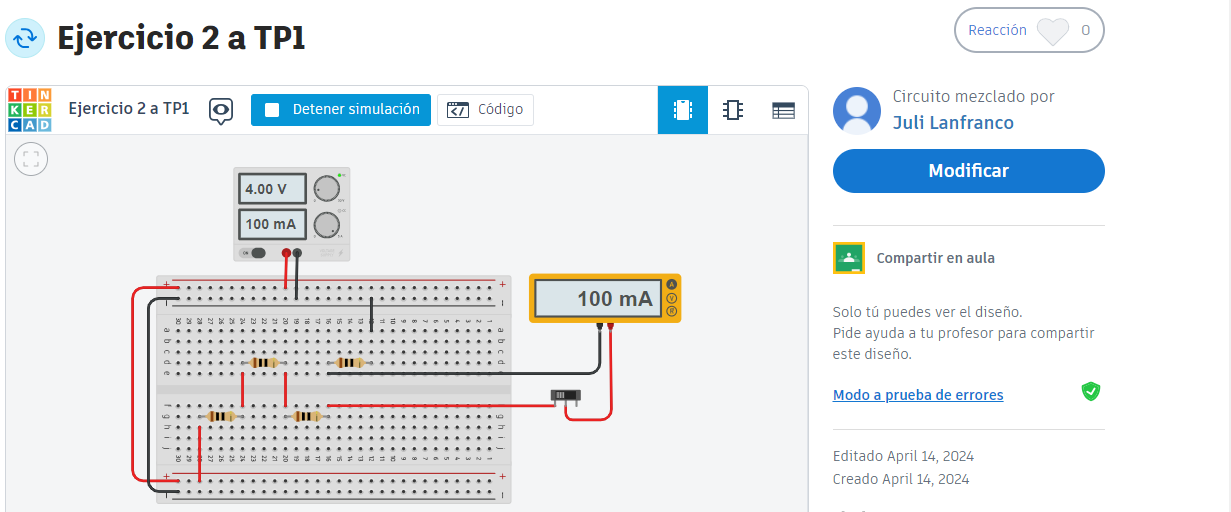 Ejercicio 2 a TP1
Reacción 0
TIN
KER
CAD
Ejercicio 2 a TP1
Detener simulación
Código
Circuito mezclado por
Juli Lanfranco
Modificar
4.00 V
100 mA
100 mA
A
V
R
Compartir en aula
Solo tú puedes ver el diseño.
Pide ayuda a tu profesor para compartir
este diseño.
Modo a prueba de errores
Editado April 14, 2024
Creado April 14, 2024